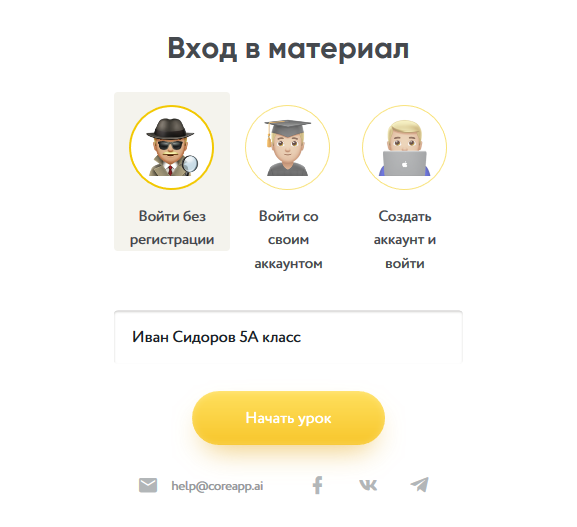 Вход в материал
Войти без
регистрации
Войти со
своим
аккаунтом
Создать
аккаунт и
войти
Иван Сидоров 5А класс
Начать урок
help@coreapp.ai